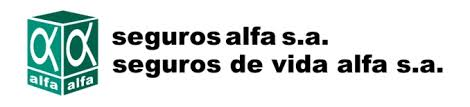 α α
alfa alfa
seguros alfa s.a.
seguros de vida alfa s.a.